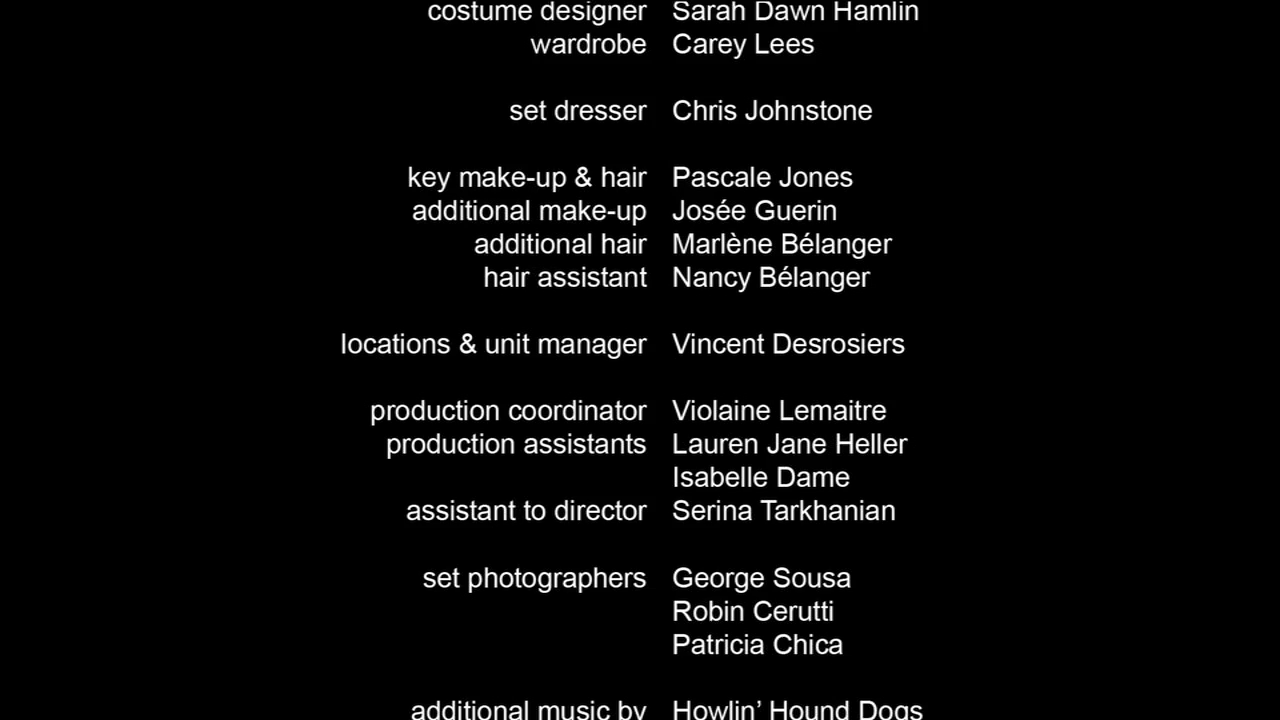 costume designer Sarah Dawn Hamlin
wardrobe Carey Lees
set dresser Chris Johnstone
key make-up & hair Pascale Jones
additional make-up Josée Guerin
additional hair Marlène Bélanger
hair assistant Nancy Bélanger
locations & unit manager Vincent Desrosiers
production coordinator Violaine Lemaitre
production assistants Lauren Jane Heller
Isabelle Dame
assistant to director Serina Tarkhanian
set photographers George Sousa
Robin Cerutti
Patricia Chica
additional music by Howlin’ Hound Dogs